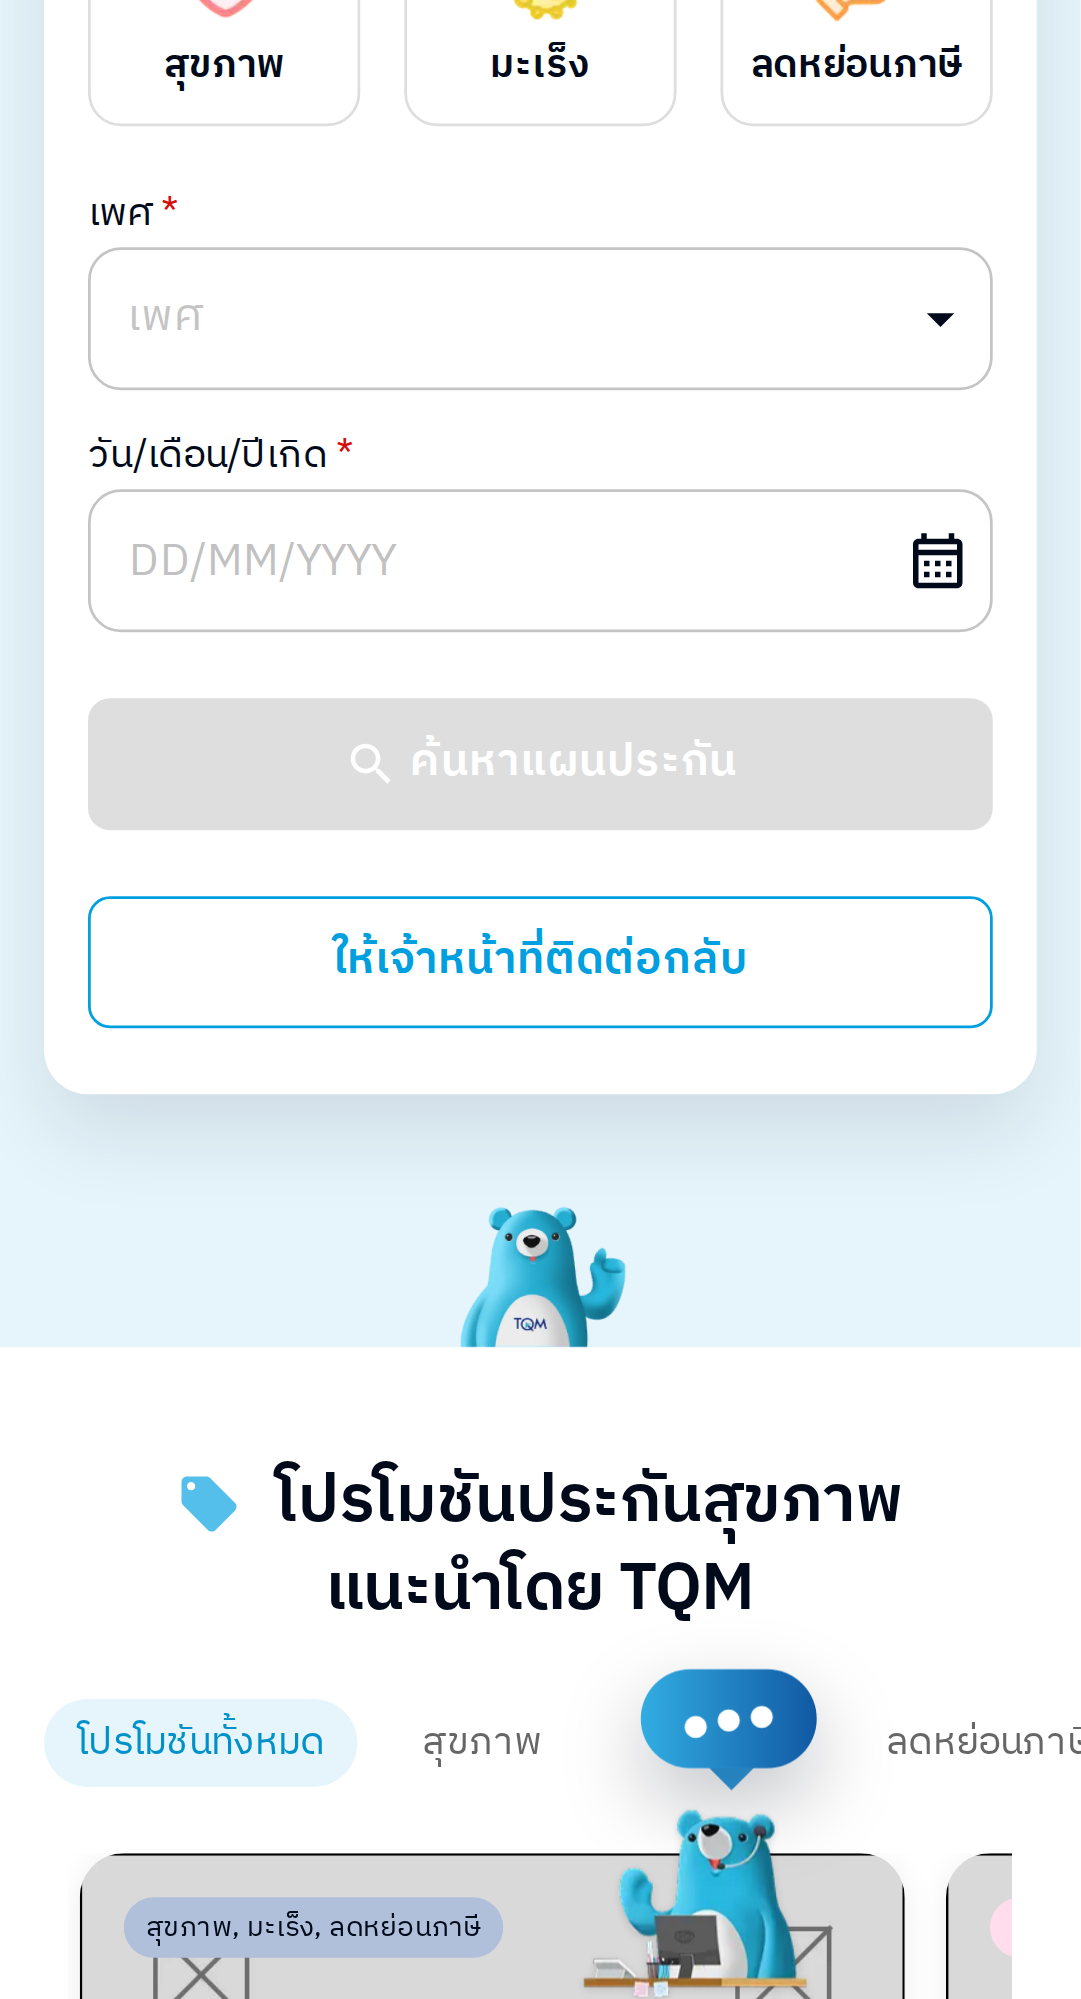 สุขภาพ
มะเร็ง
ลดหย่อนภาษี
เพศ *
เพศ
วัน/เดือน/ปีเกิด *
DD/MM/YYYY
ค้นหาแผนประกัน
ให้เจ้าหน้าที่ติดต่อกลับ
TQM
โปรโมชันประกันสุขภาพ
แนะนำโดย TQM
โปรโมชันทั้งหมด
สุขภาพ
ลดหย่อนภาษี
สุขภาพ, มะเร็ง, ลดหย่อนภาษี